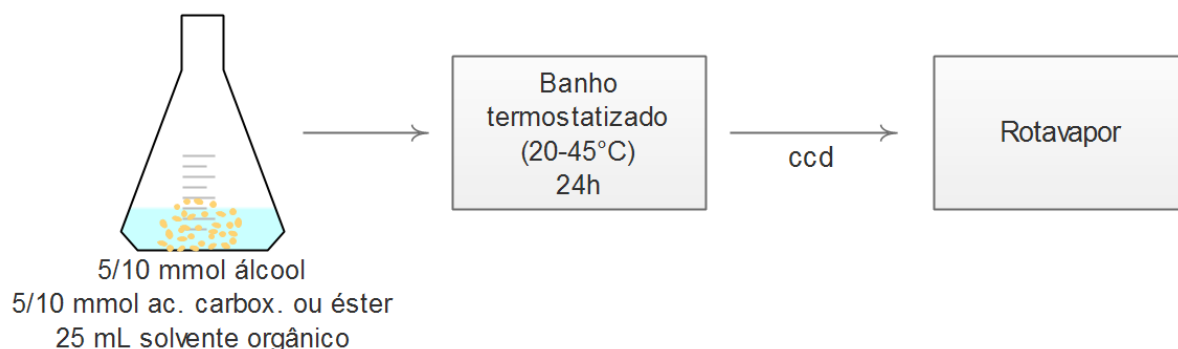 5/10 mmol álcool
5/10 mmol ac. carbox. ou éster
25 mL solvente orgânico
Banho
termostatizado
(20-45°C)
24h
ccd
Rotavapor